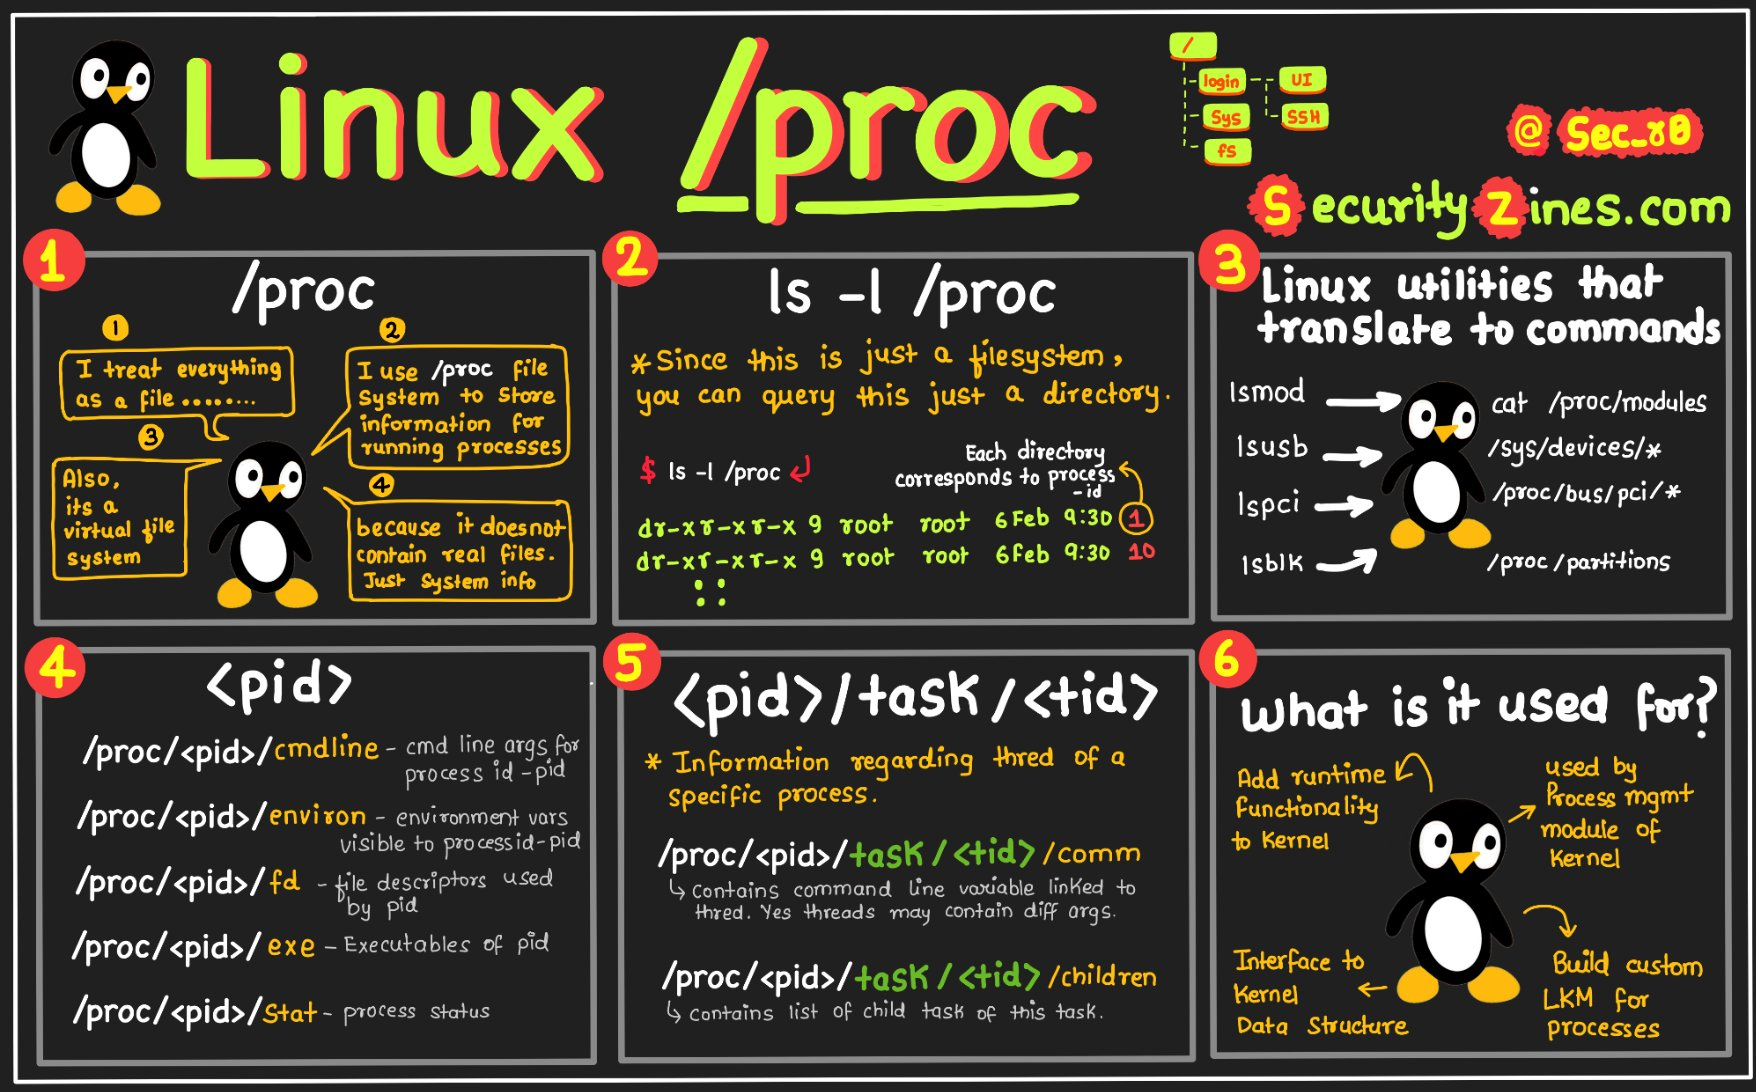 Linux /proc
/
login
UI
Sys
SSH
fs
@ Sec_r0
SecurityZines.com
1
/proc
1
I treat everything
as a file ........
2
I use /proc file
System to store
information for
running processes
3
Also,
its a
virtual file
system
4
because it doesnot
contain real files.
Just System info
2
ls -l /proc
*Since this is just a filesystem,
you can query this just a directory.
$ ls -l /proc
Each directory
corresponds to process
-id
dr-xr-xr-x 9 root root 6Feb 9:30 1
dr-xr-xr-x 9 root root 6Feb 9:30 10
: :
3
Linux utilities that
translate to commands
lsmod
cat /proc/modules
lsusb
/sys/devices/*
lspci
/proc/bus/pci/*
lsblk
/proc/partitions
4
<pid>
/proc/<pid>/cmdline - cmd line args for
process id -pid
/proc/<pid>/environ - environment vars
visible to processid-pid
/proc/<pid>/fd - file descriptors used
by pid
/proc/<pid>/exe - Executables of pid
/proc/<pid>/Stat - process status
5
<pid>/task/<tid>
* Information regarding thred of a
specific process.
/proc/<pid>/task/<tid>/comm
Contains command line variable linked to
thred. Yes threads may contain diff args.
/proc/<pid>/task/<tid>/children
contains list of child task of this task.
6
What is it used for?
Add runtime
functionality
to Kernel
used by
Process mgmt
module of
Kernel
Interface to
Kernel
Data Structure
Build custom
LKM for
processes